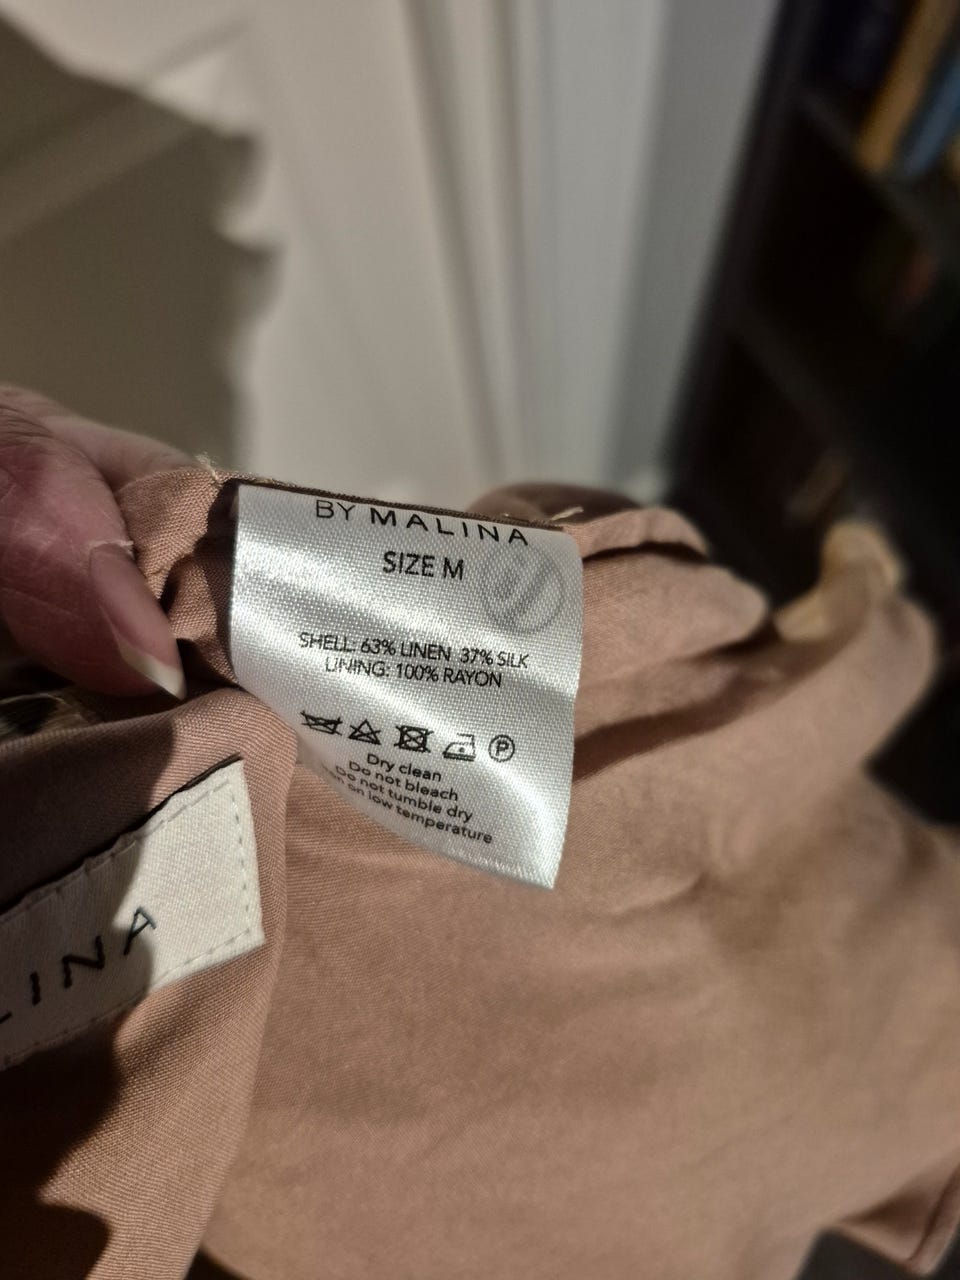 BY MALINA
SIZE M
SHELL: 63% LINEN 37% SILK
LINING: 100% RAYON
P
Dry clean
Do not bleach
Do not tumble dry
on low temperature
LINA